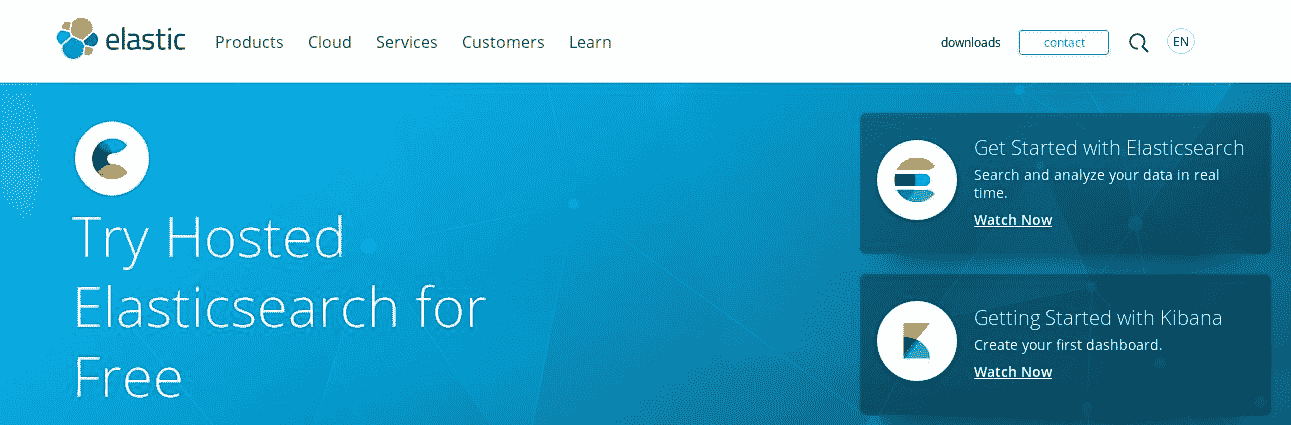 elastic
Products Cloud Services Customers Learn
downloads contact EN
Try Hosted
Elasticsearch for
Free
Get Started with Elasticsearch
Search and analyze your data in real
time.
Watch Now
Getting Started with Kibana
Create your first dashboard.
Watch Now